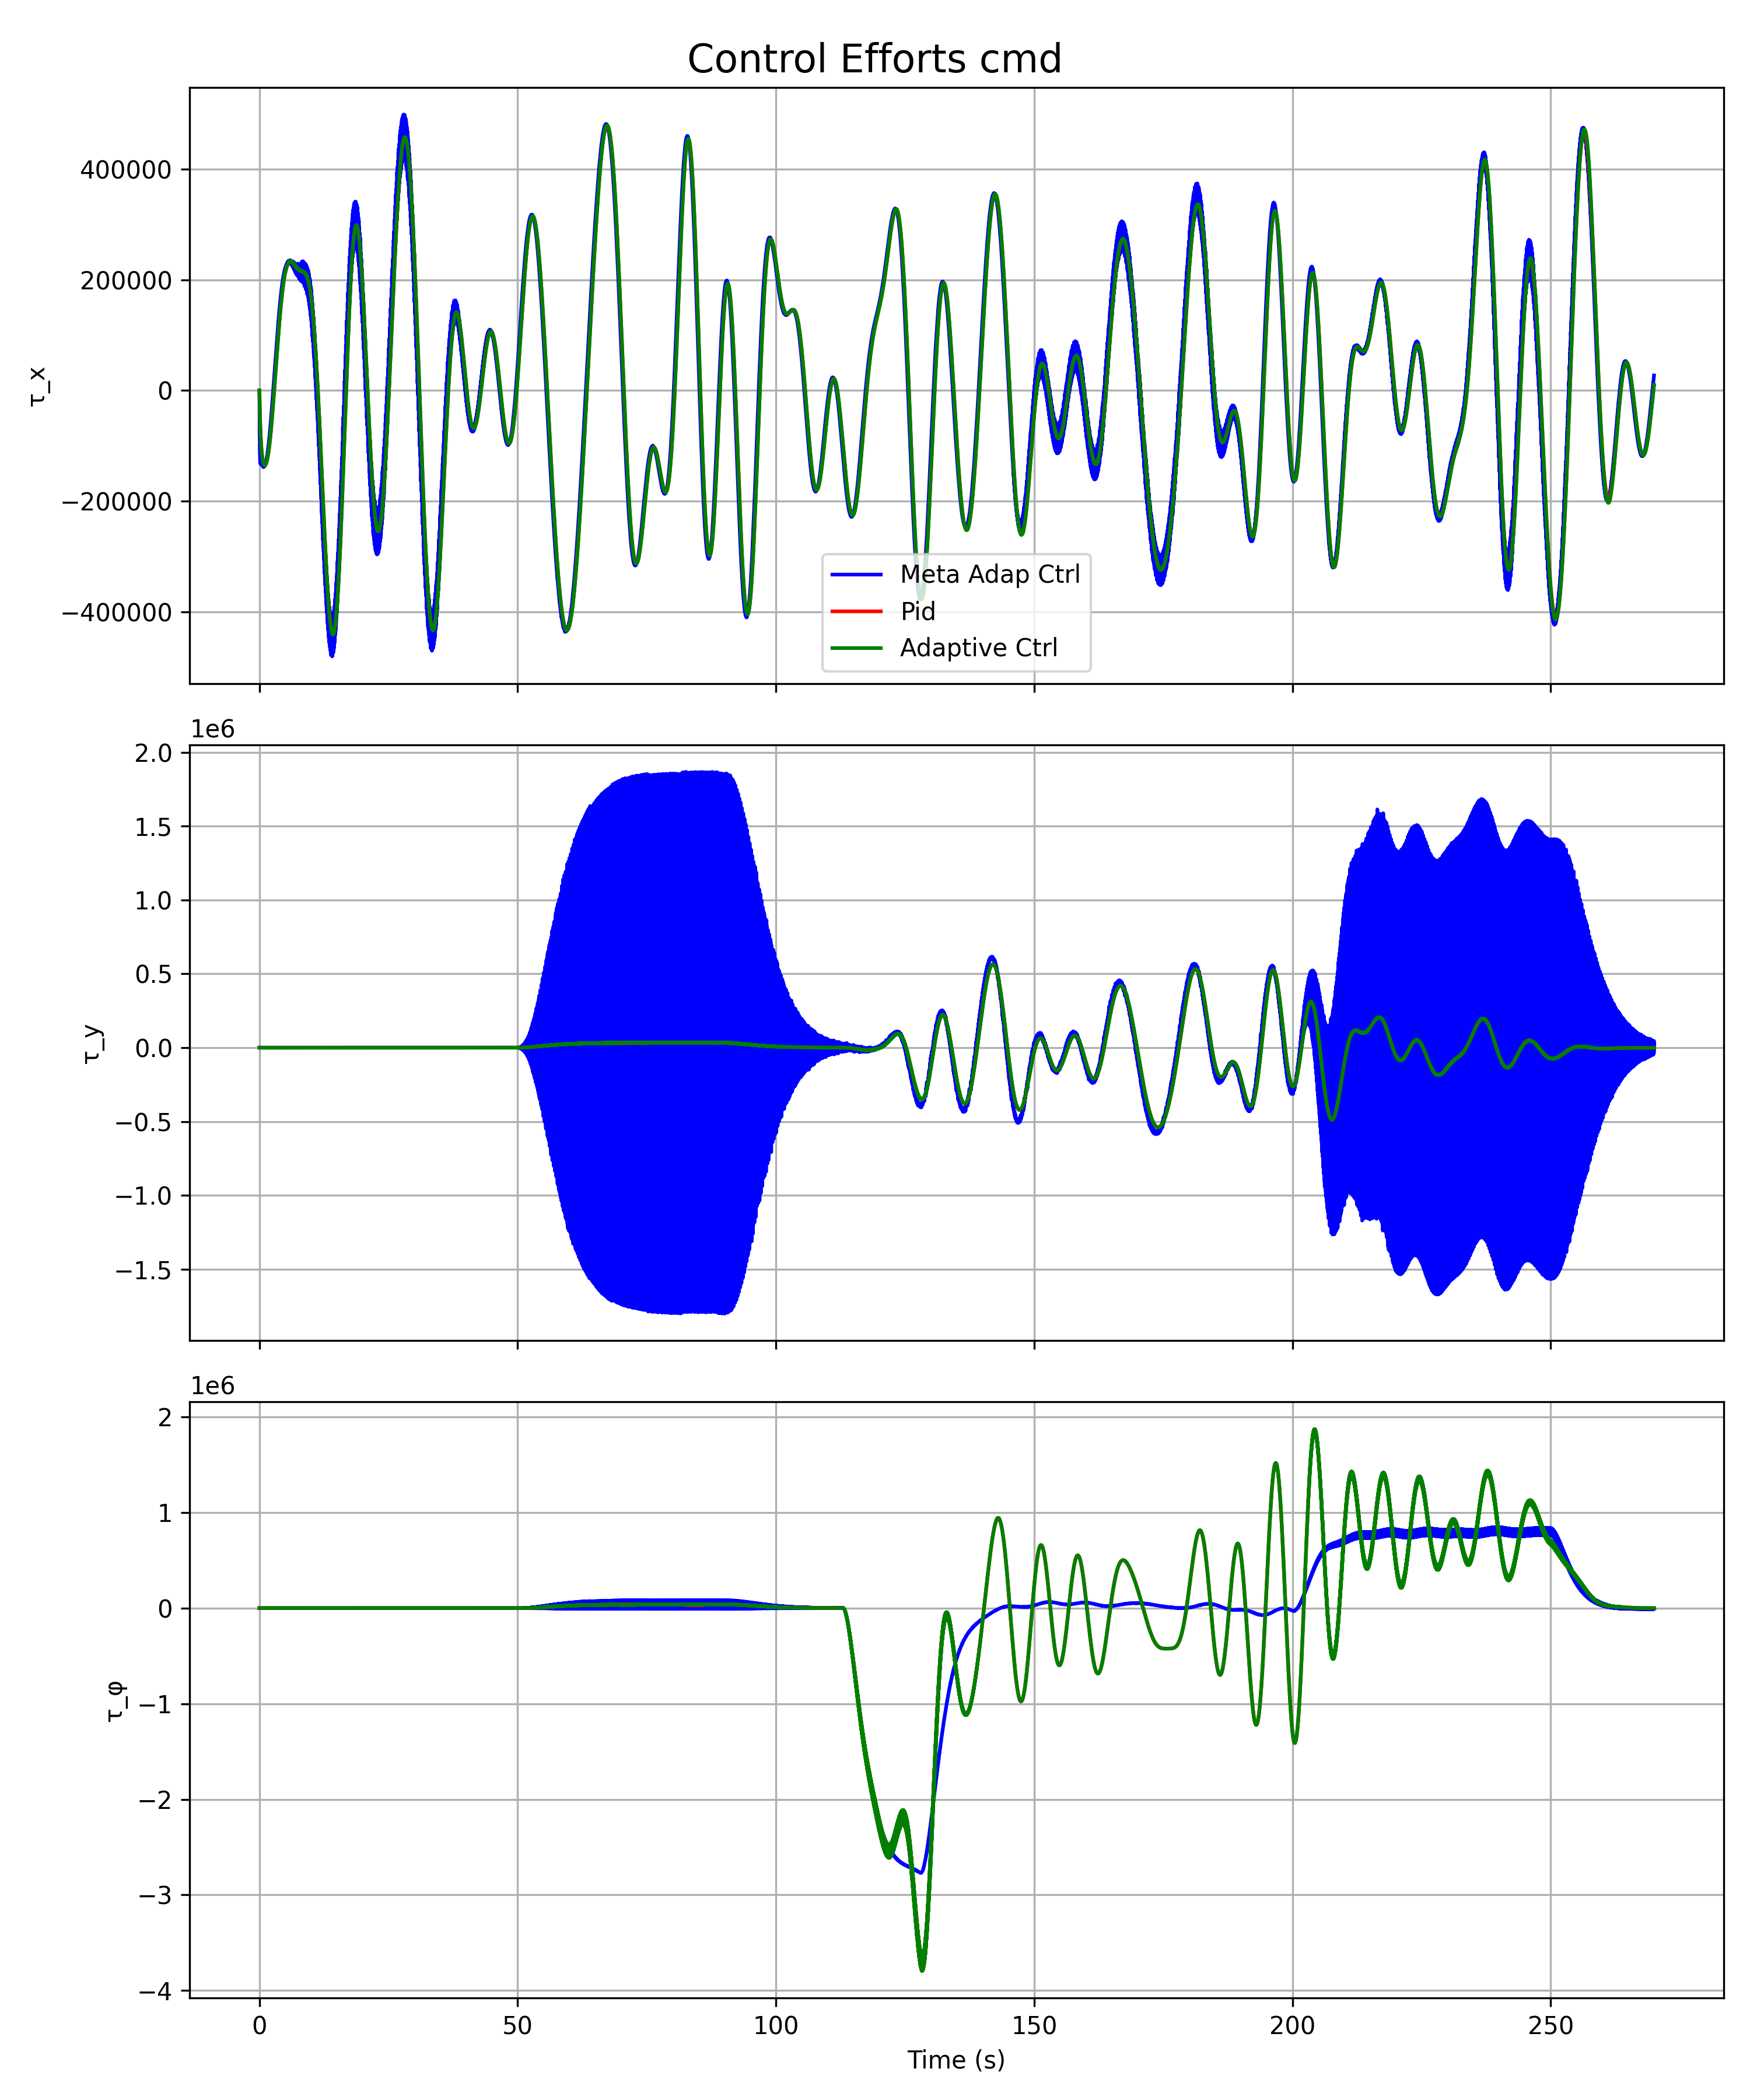 Control Efforts cmd
400000
200000
0
−200000
−400000
τ_x
Meta Adap Ctrl
Pid
Adaptive Ctrl
1e6
2.0
1.5
1.0
0.5
0.0
−0.5
−1.0
−1.5
τ_y
1e6
2
1
0
−1
−2
−3
−4
τ_φ
0 50 100 150 200 250
Time (s)